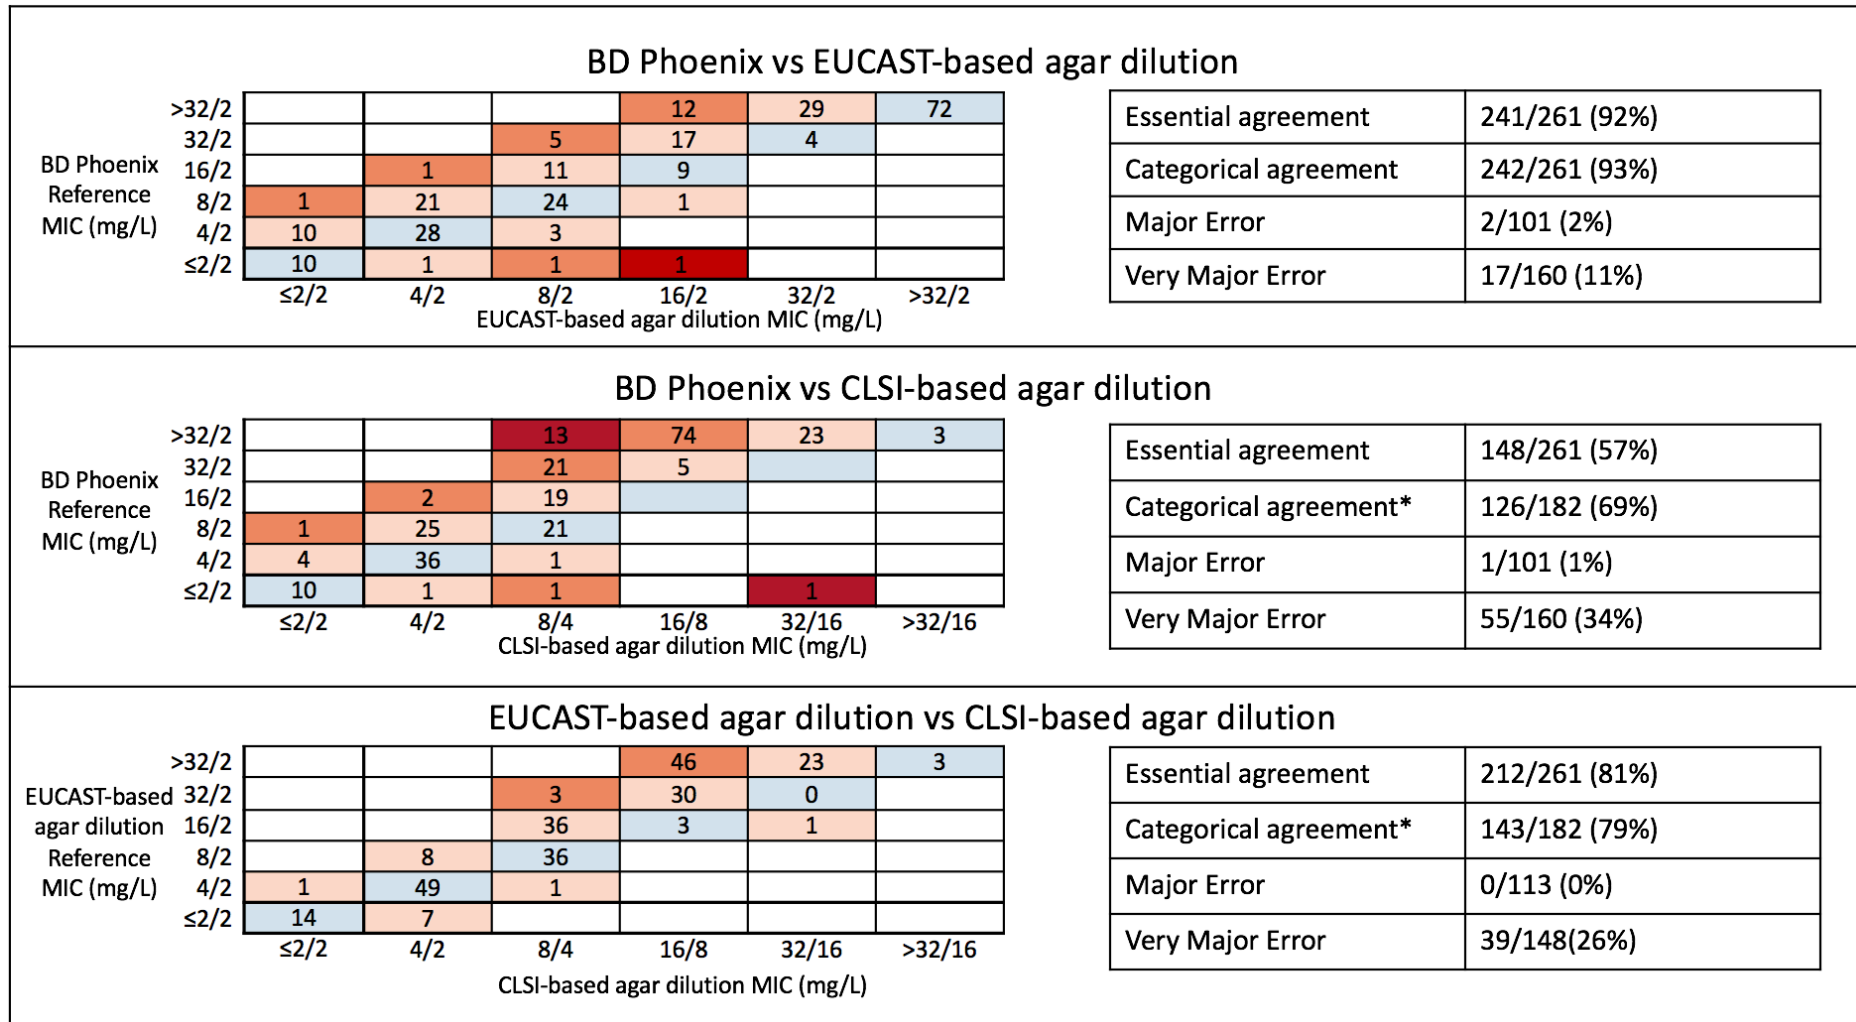 BD Phoenix vs EUCAST-based agar dilution
BD Phoenix
Reference
MIC (mg/L)
>32/2 12 29 72
32/2 5 17 4
16/2 1 11 9
8/2 1 21 24 1
4/2 10 28 3
≤2/2 10 1 1 1
≤2/2 4/2 8/2 16/2 32/2 >32/2
EUCAST-based agar dilution MIC (mg/L)
Essential agreement 241/261 (92%)
Categorical agreement 242/261 (93%)
Major Error 2/101 (2%)
Very Major Error 17/160 (11%)
BD Phoenix vs CLSI-based agar dilution
BD Phoenix
Reference
MIC (mg/L)
>32/2 13 74 23 3
32/2 21 5
16/2 2 19
8/2 1 25 21
4/2 4 36 1
≤2/2 10 1 1 1
≤2/2 4/2 8/4 16/8 32/16 >32/16
CLSI-based agar dilution MIC (mg/L)
Essential agreement 148/261 (57%)
Categorical agreement* 126/182 (69%)
Major Error 1/101 (1%)
Very Major Error 55/160 (34%)
EUCAST-based agar dilution vs CLSI-based agar dilution
EUCAST-based
agar dilution
Reference
MIC (mg/L)
>32/2 46 23 3
32/2 3 30 0
16/2 36 3 1
8/2 8 36
4/2 1 49 1
≤2/2 14 7
≤2/2 4/2 8/4 16/8 32/16 >32/16
CLSI-based agar dilution MIC (mg/L)
Essential agreement 212/261 (81%)
Categorical agreement* 143/182 (79%)
Major Error 0/113 (0%)
Very Major Error 39/148(26%)